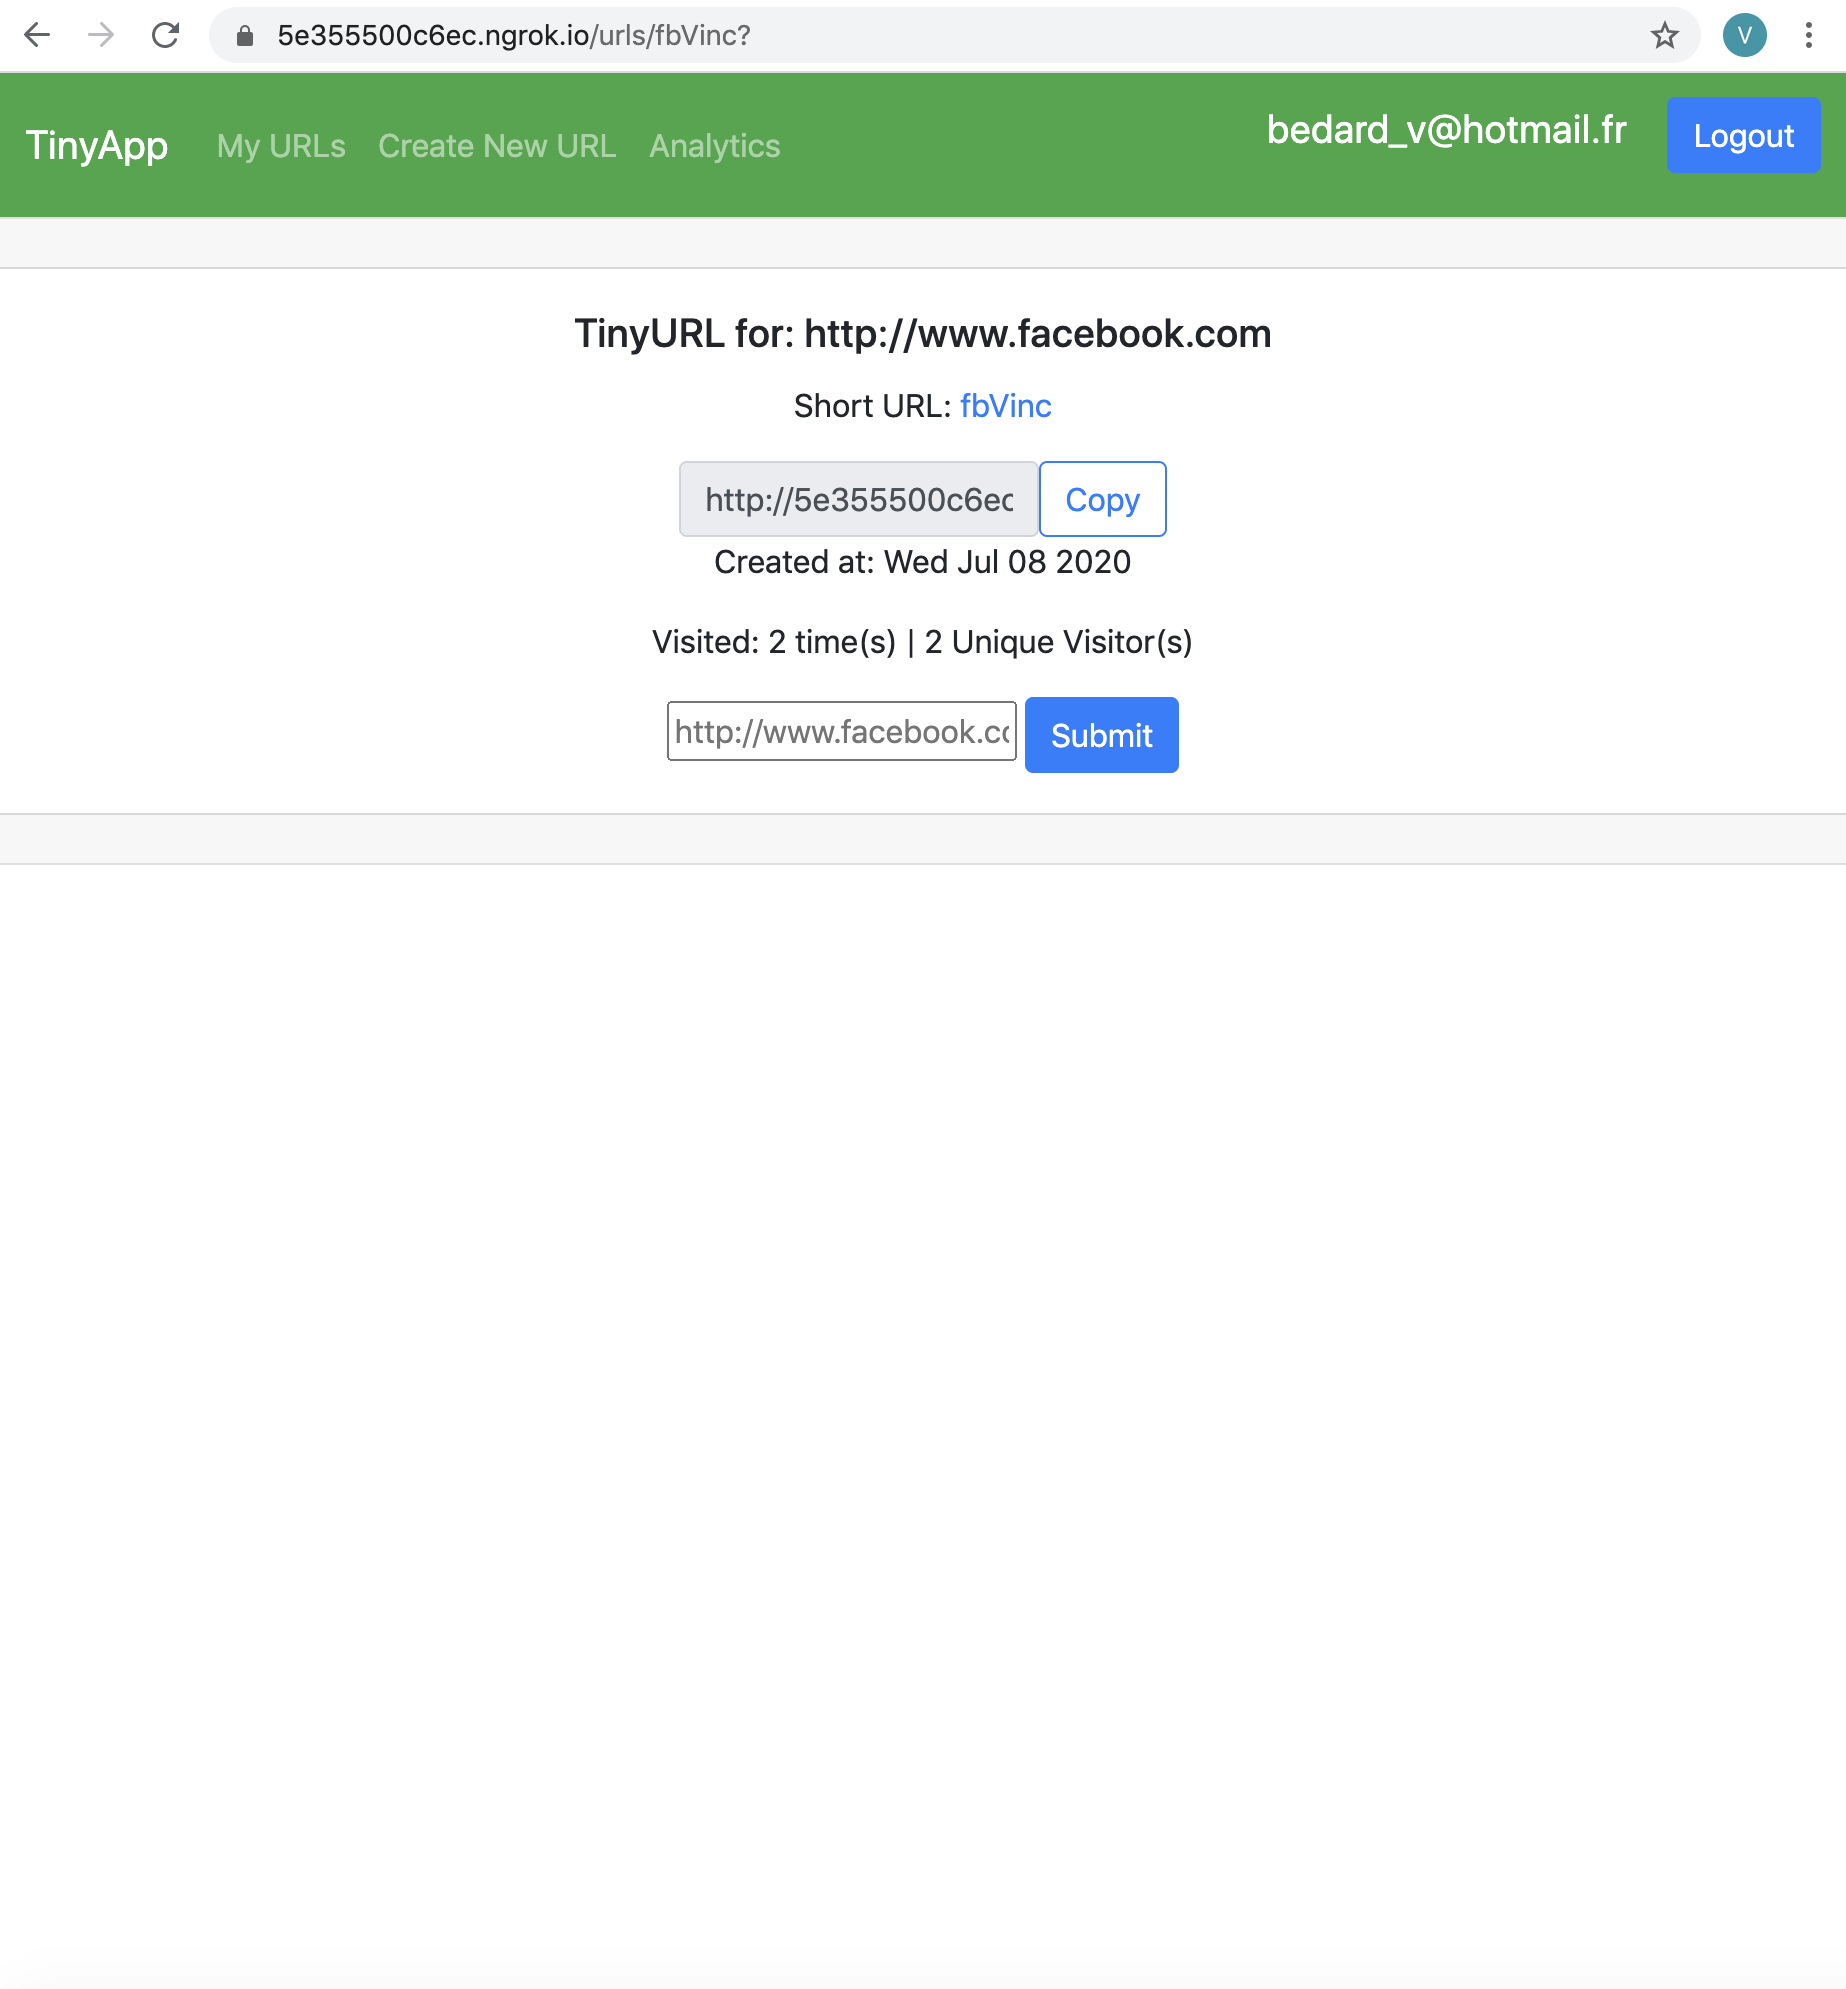 5e355500c6ec.ngrok.io/urls/fbVinc?
V
TinyApp My URLs Create New URL Analytics bedard_v@hotmail.fr Logout
TinyURL for: http://www.facebook.com
Short URL: fbVinc
http://5e355500c6ec Copy
Created at: Wed Jul 08 2020
Visited: 2 time(s) | 2 Unique Visitor(s)
http://www.facebook.co Submit